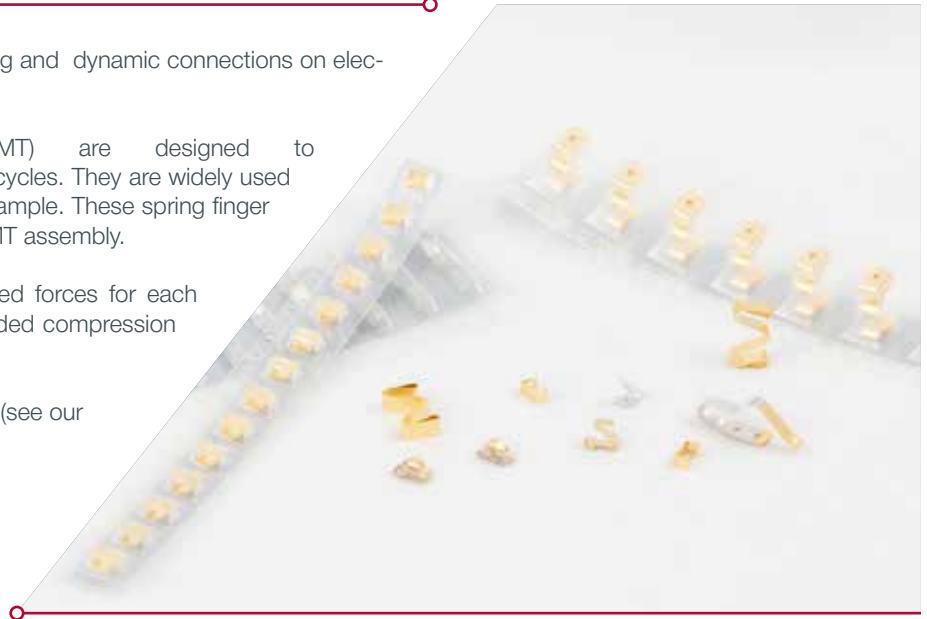 g and dynamic connections on elec-
MT) are designed to
cycles. They are widely used
ample. These spring finger
MT assembly.
ed forces for each
ded compression
(see our